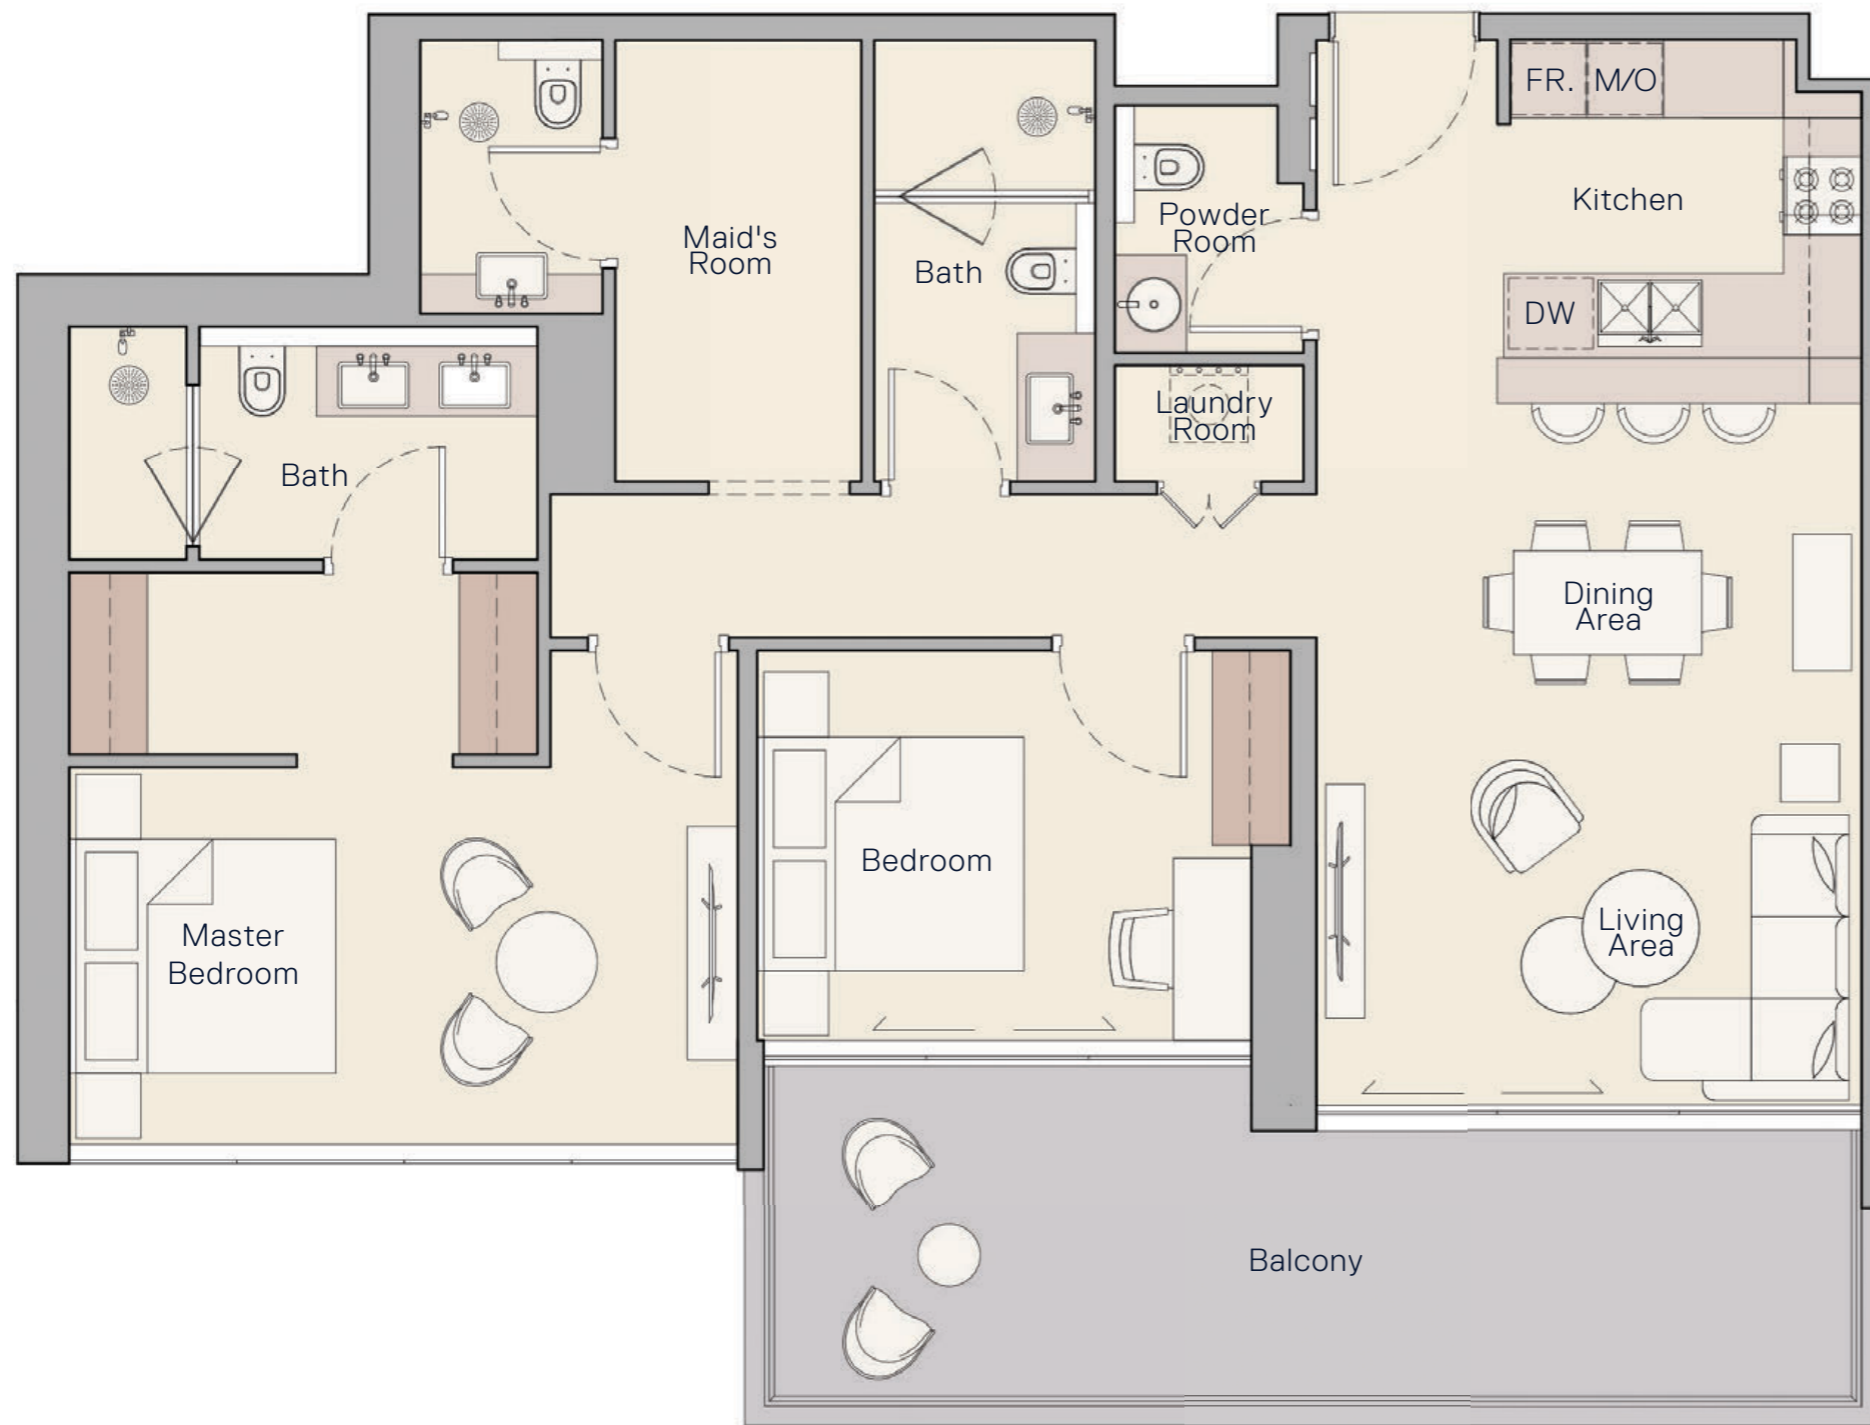 FR. M/O
Kitchen
Powder
Room
Maid's
Room
Bath
DW
Laundry
Room
Bath
Dining
Area
Bedroom
Living
Area
Master
Bedroom
Balcony